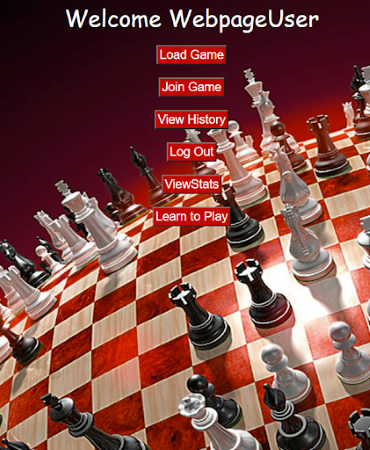 Welcome WebpageUser
Load Game
Join Game
View History
Log Out
ViewStats
Learn to Play